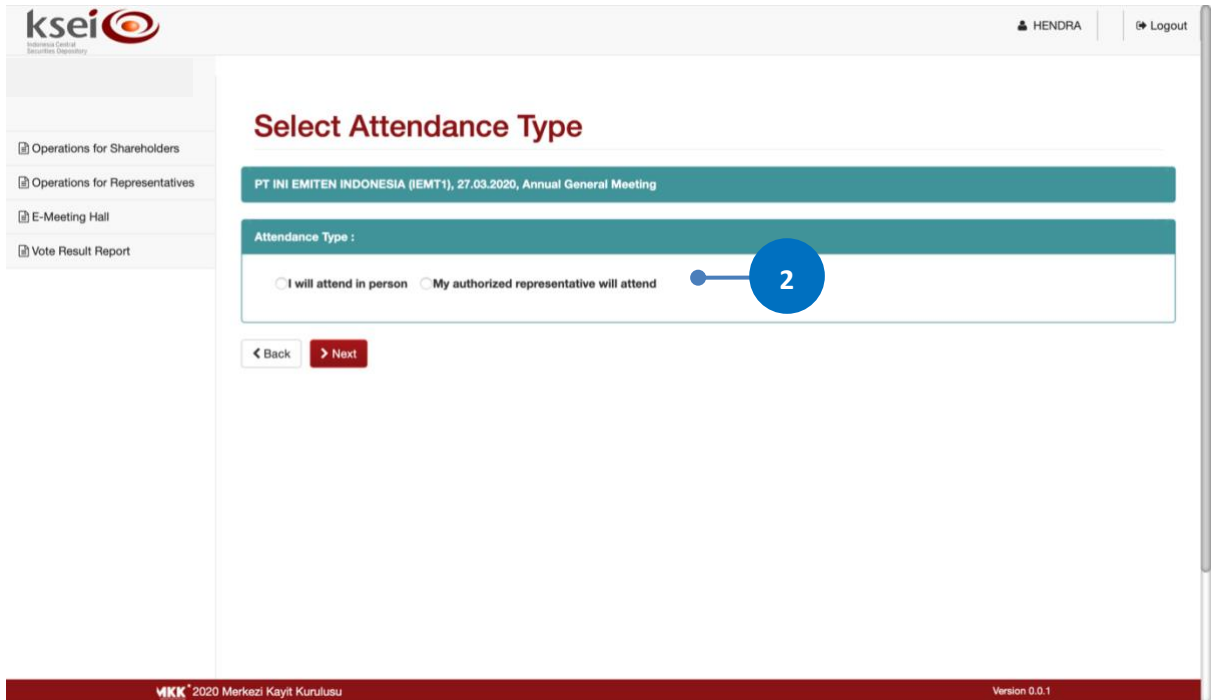 ksei
Indonesia Central
Securities Depository
HENDRA
Logout
Select Attendance Type
Operations for Shareholders
Operations for Representatives
E-Meeting Hall
Vote Result Report
PT INI EMITEN INDONESIA (IEMT1), 27.03.2020, Annual General Meeting
Attendance Type :
I will attend in person My authorized representative will attend
2
Back
Next
MKK 2020 Merkezi Kayit Kurulusu
Version 0.0.1